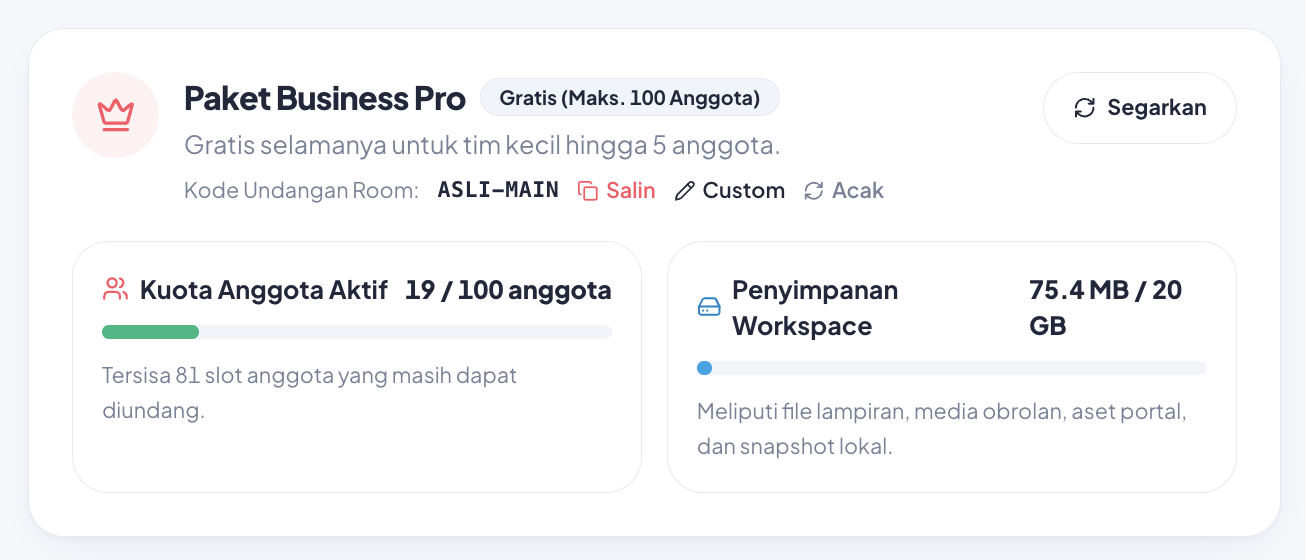 Paket Business Pro Gratis (Maks. 100 Anggota)
Segarkan
Gratis selamanya untuk tim kecil hingga 5 anggota.
Kode Undangan Room: ASLI-MAIN Salin Custom Acak
Kuota Anggota Aktif 19 / 100 anggota
Tersisa 81 slot anggota yang masih dapat
diundang.
Penyimpanan
Workspace
75.4 MB / 20
GB
Meliputi file lampiran, media obrolan, aset portal,
dan snapshot lokal.